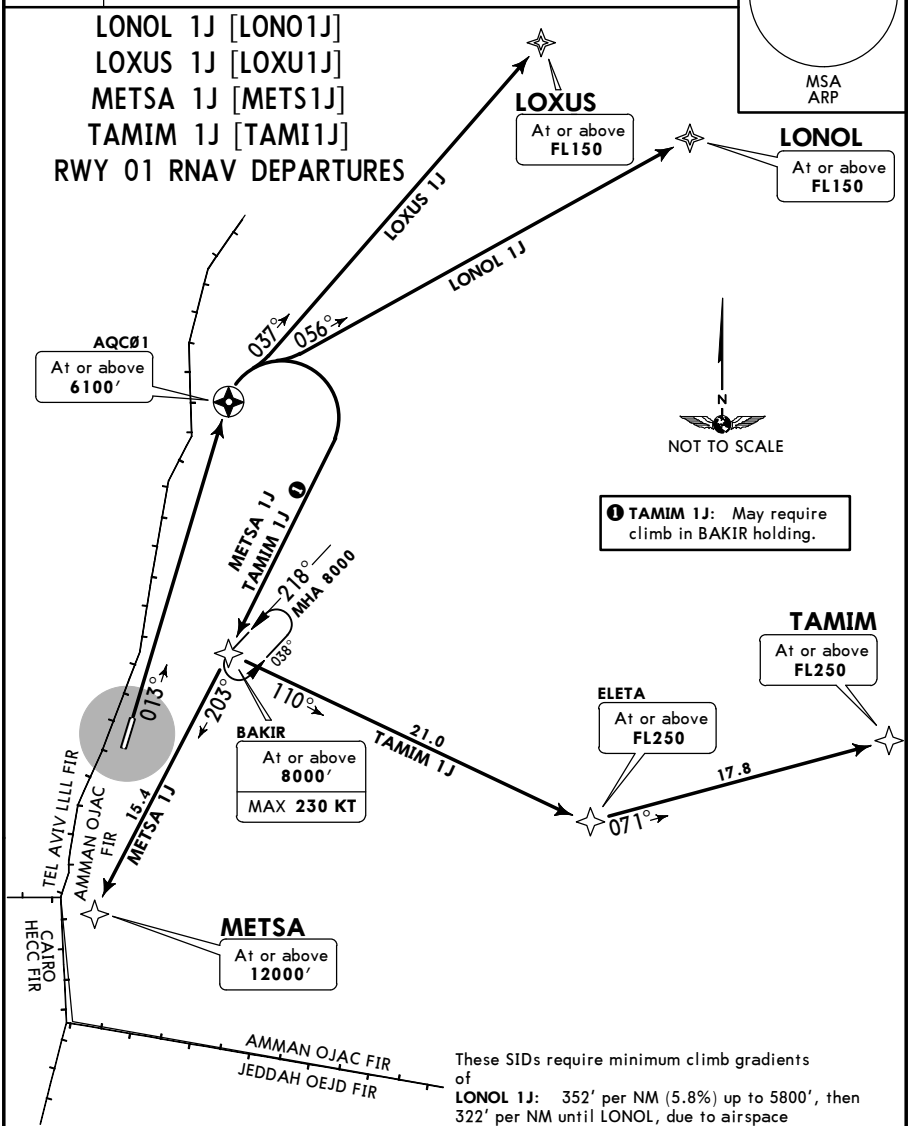 LONOL 1J [LONO1J]
LOXUS 1J [LOXU1J]
METSA 1J [METS1J]
TAMIM 1J [TAMI1J]
RWY 01 RNAV DEPARTURES
MSA
ARP
LOXUS
At or above
FL150
LONOL
At or above
FL150
LOXUS 1J
LONOL 1J
037°
056°
AQCØ1
At or above
6100'
N
NOT TO SCALE
METSA 1J
TAMIM 1J
1
1 TAMIM 1J: May require
climb in BAKIR holding.
218°
MHA 8000
038°
013°
203°
110°
BAKIR
At or above
8000'
MAX 230 KT
21.0
TAMIM 1J
ELETA
At or above
FL250
TAMIM
At or above
FL250
17.8
071°
15.4
METSA 1J
TEL AVIV LLLL FIR
AMMAN OJAC
FIR
METSA
At or above
12000'
CAIRO
HECC FIR
AMMAN OJAC FIR
JEDDAH OEJD FIR
These SIDs require minimum climb gradients
of
LONOL 1J: 352' per NM (5.8%) up to 5800', then
322' per NM until LONOL, due to airspace